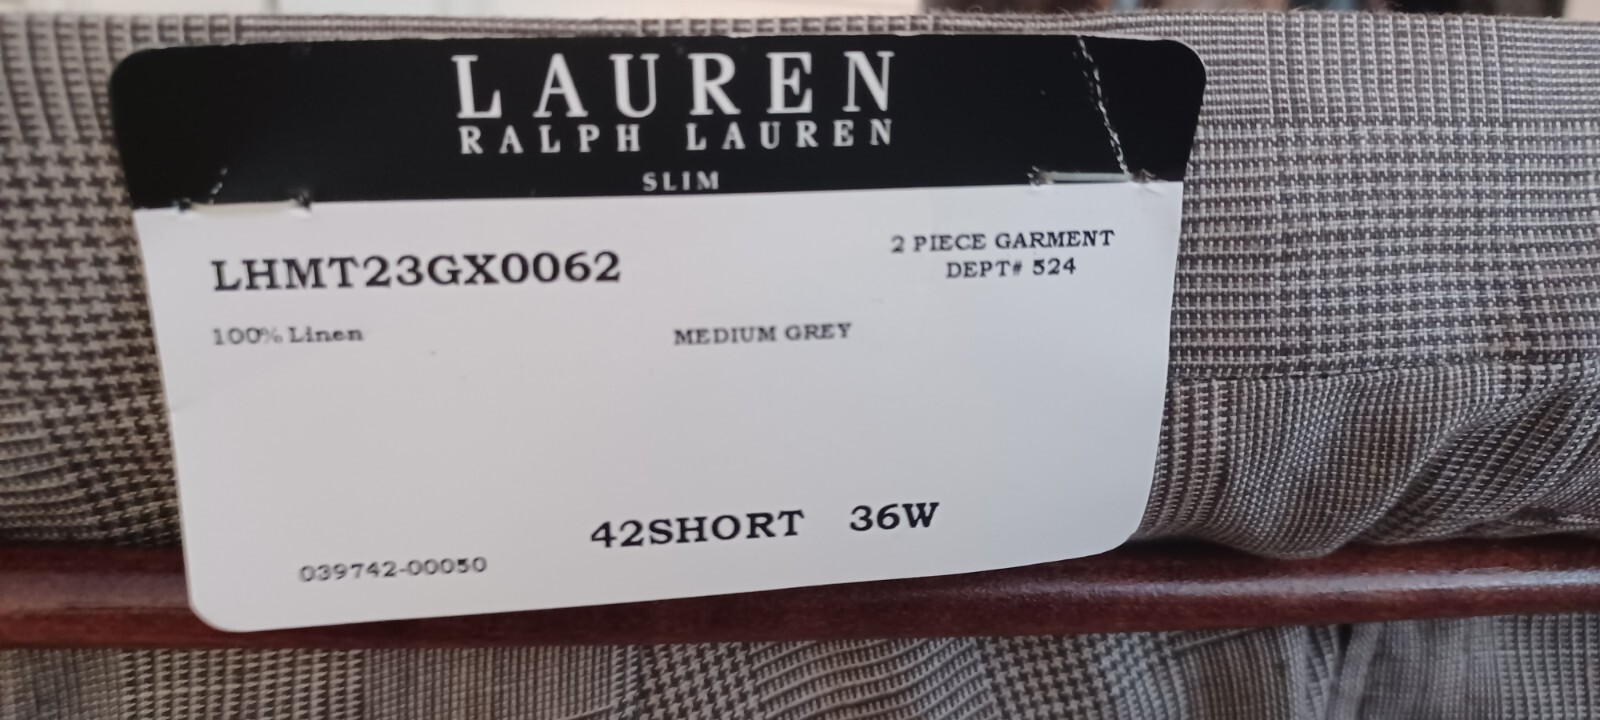 LAUREN
RALPH LAUREN
SLIM
LHMT23GX0062
2 PIECE GARMENT
DEPT# 524
100% Linen
MEDIUM GREY
42SHORT 36W
039742-00050